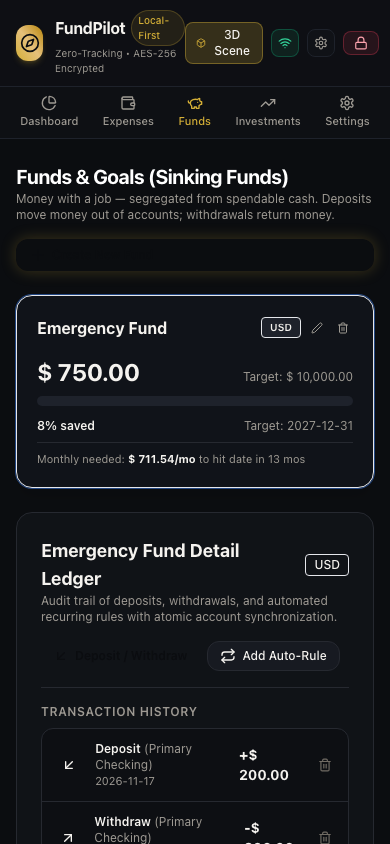 FundPilot
Local-
First
Zero-Tracking • AES-256
Encrypted
3D
Scene
Dashboard
Expenses
Funds
Investments
Settings
Funds & Goals (Sinking Funds)
Money with a job — segregated from spendable cash. Deposits
move money out of accounts; withdrawals return money.
Emergency Fund
USD
$ 750.00
Target: $ 10,000.00
8% saved
Target: 2027-12-31
Monthly needed: $ 711.54/mo to hit date in 13 mos
Emergency Fund Detail
Ledger
USD
Audit trail of deposits, withdrawals, and automated
recurring rules with atomic account synchronization.
Deposit / Withdraw
Add Auto-Rule
TRANSACTION HISTORY
Deposit (Primary
Checking)
2026-11-17
+$
200.00
Withdraw (Primary
Checking)
-$